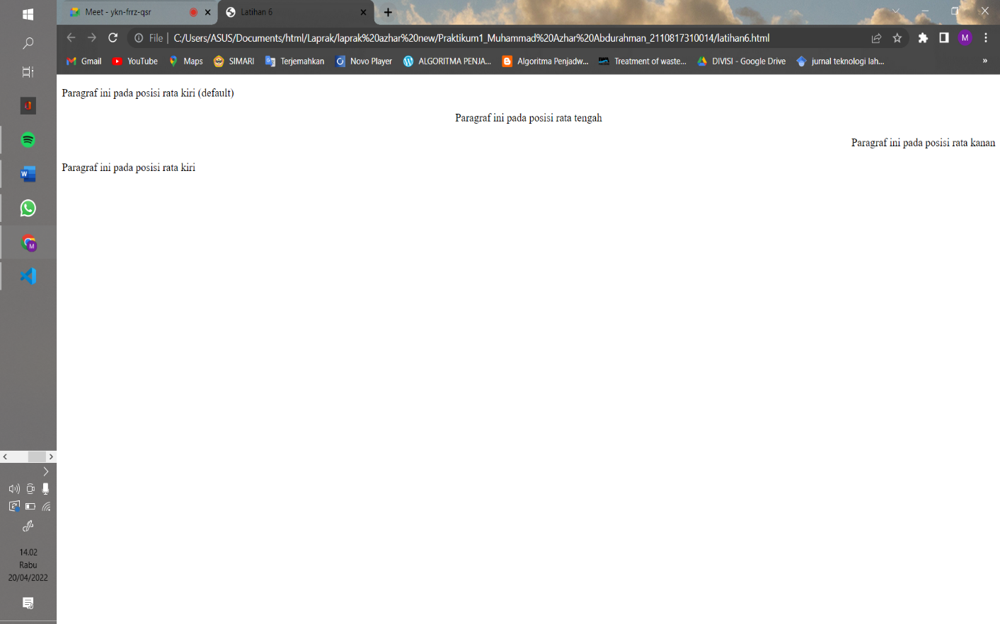 Meet - ykn-frrz-qsr
Latihan 6
File | C:/Users/ASUS/Documents/html/Laprak/laprak%20azhar%20new/Praktikum1_Muhammad%20Azhar%20Abdurahman_2110817310014/latihan6.html
M
Gmail YouTube Maps SIMARI Terjemahkan Novo Player ALGORITMA PENJA... Algoritma Penjadw... Treatment of waste... DIVISI - Google Drive jurnal teknologi lah... »
Paragraf ini pada posisi rata kiri (default)
Paragraf ini pada posisi rata tengah
Paragraf ini pada posisi rata kanan
Paragraf ini pada posisi rata kiri
14.02
Rabu
20/04/2022